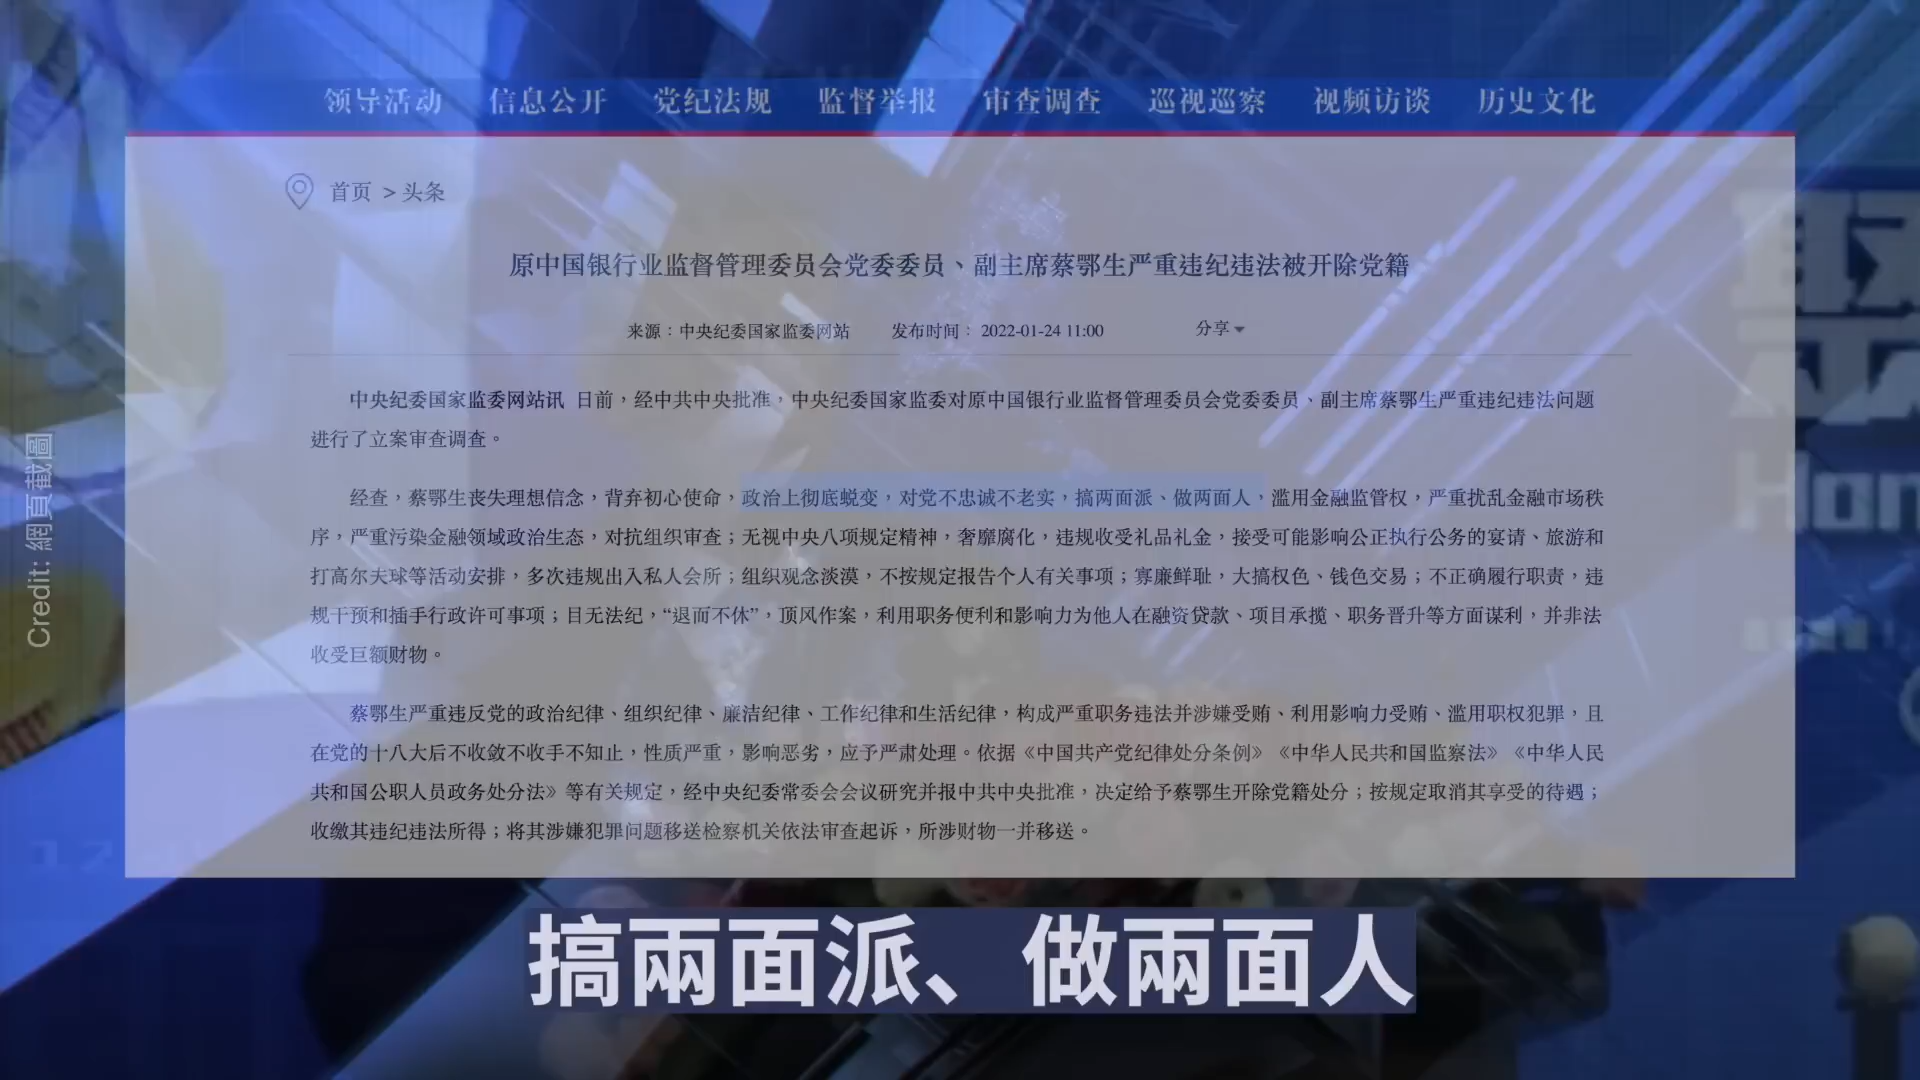 领导活动 信息公开 党纪法规 监督举报 审查调查 巡视巡察 视频访谈 历史文化
首页 > 头条
原中国银行业监督管理委员会党委委员、副主席蔡鄂生严重违纪违法被开除党籍
来源：中央纪委国家监委网站 发布时间： 2022-01-24 11:00 分享
中央纪委国家监委网站讯 日前，经中共中央批准，中央纪委国家监委对原中国银行业监督管理委员会党委委员、副主席蔡鄂生严重违纪违法问题
进行了立案审查调查。
经查，蔡鄂生丧失理想信念，背弃初心使命，政治上彻底蜕变，对党不忠诚不老实，搞两面派、做两面人，滥用金融监管权，严重扰乱金融市场秩
序，严重污染金融领域政治生态，对抗组织审查；无视中央八项规定精神，奢靡腐化，违规收受礼品礼金，接受可能影响公正执行公务的宴请、旅游和
打高尔夫球等活动安排，多次违规出入私人会所；组织观念淡漠，不按规定报告个人有关事项；寡廉鲜耻，大搞权色、钱色交易；不正确履行职责，违
规干预和插手行政许可事项；目无法纪，“退而不休”，顶风作案，利用职务便利和影响力为他人在融资贷款、项目承揽、职务晋升等方面谋利，并非法
收受巨额财物。
蔡鄂生严重违反党的政治纪律、组织纪律、廉洁纪律、工作纪律和生活纪律，构成严重职务违法并涉嫌受贿、利用影响力受贿、滥用职权犯罪，且
在党的十八大后不收敛不收手不知止，性质严重，影响恶劣，应予严肃处理。依据《中国共产党纪律处分条例》《中华人民共和国监察法》《中华人民
共和国公职人员政务处分法》等有关规定，经中央纪委常委会会议研究并报中共中央批准，决定给予蔡鄂生开除党籍处分；按规定取消其享受的待遇；
收缴其违纪违法所得；将其涉嫌犯罪问题移送检察机关依法审查起诉，所涉财物一并移送。
Credit: 網頁截圖
Hon
搞兩面派、做兩面人